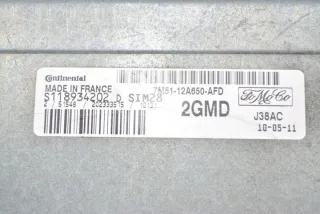 Continental
MADE IN FRANCE
S118934202 D SIM28
7M51-12A650-AFD
2GMD
FoMoCo
J38AC
10-05-11